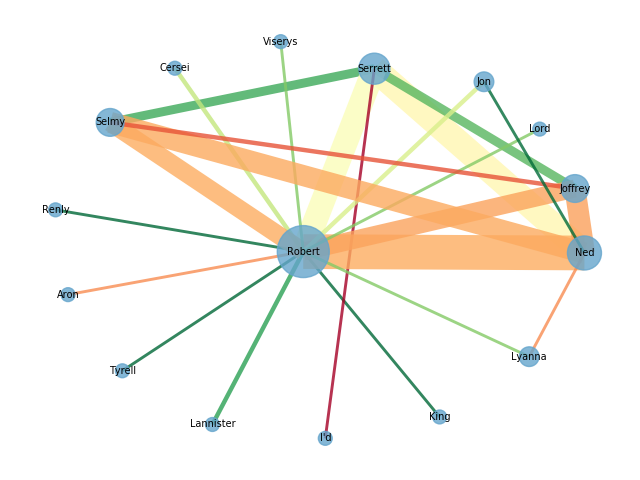 Viserys
Cersei
Serrett
Jon
Selmy
Lord
Joffrey
Renly
Robert
Ned
Aron
Lyanna
Tyrell
King
Lannister
I'd